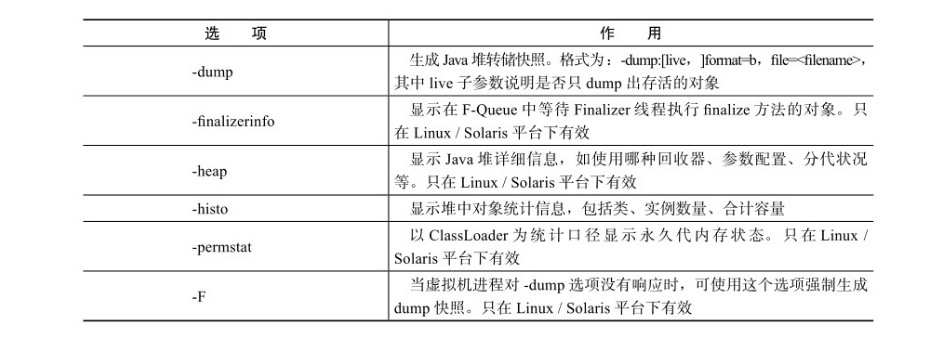 选 项 作 用
-dump 生成 Java 堆转储快照。格式为：-dump:[live，]format=b，file=<filename>，
其中 live 子参数说明是否只 dump 出存活的对象
-finalizerinfo 显示在 F-Queue 中等待 Finalizer 线程执行 finalize 方法的对象。只
在 Linux / Solaris 平台下有效
-heap 显示 Java 堆详细信息，如使用哪种回收器、参数配置、分代状况
等。只在 Linux / Solaris 平台下有效
-histo 显示堆中对象统计信息，包括类、实例数量、合计容量
-permstat 以 ClassLoader 为统计口径显示永久代内存状态。只在 Linux /
Solaris 平台下有效
-F 当虚拟机进程对 -dump 选项没有响应时，可使用这个选项强制生成
dump 快照。只在 Linux / Solaris 平台下有效